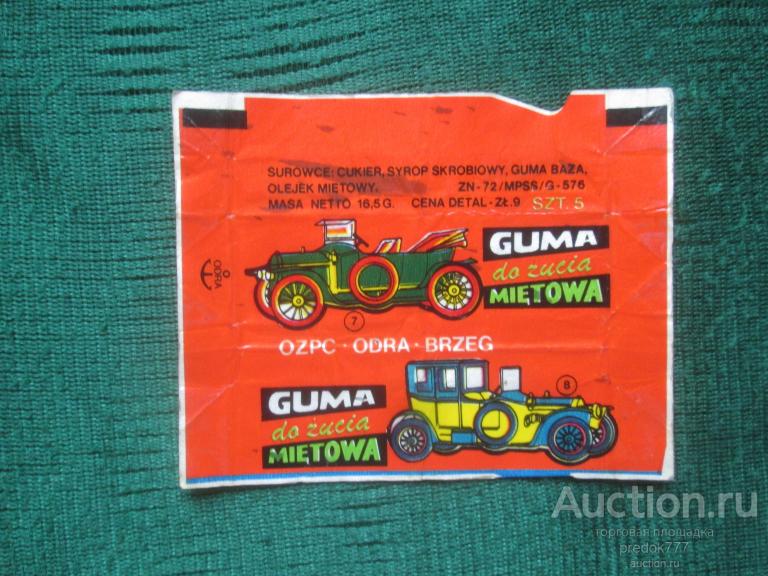 SUROWCE: CUKIER, SYROP SKROBIOWY, GUMA BAZA,
OLEJEK MIĘTOWY. ZN-72/MPSS/G-576
MASA NETTO 16,5G. CENA DETAL-ZŁ.9 SZT. 5
GUMA
do żucia
MIĘTOWA
ODRA
7
OZPC · ODRA · BRZEG
8
GUMA
do żucia
MIĘTOWA
Auction.ru
торговая площадка
predok777
auction.ru